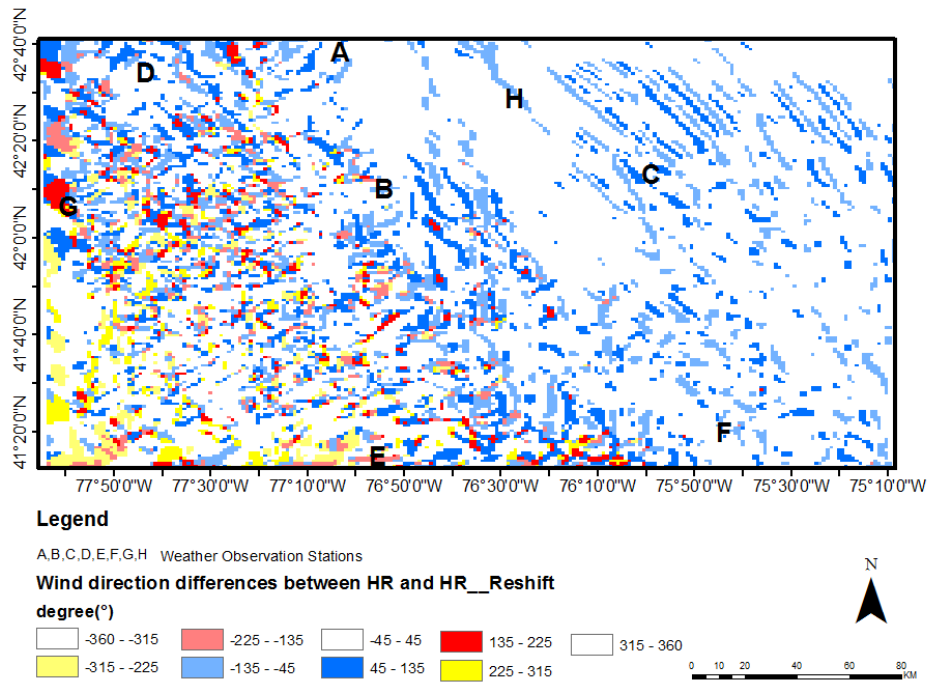 42°40'0"N
42°20'0"N
42°0'0"N
41°40'0"N
41°20'0"N
A
D
H
C
B
G
F
E
77°50'0"W 77°30'0"W 77°10'0"W 76°50'0"W 76°30'0"W 76°10'0"W 75°50'0"W 75°30'0"W 75°10'0"W
Legend
A,B,C,D,E,F,G,H Weather Observation Stations
Wind direction differences between HR and HR__Reshift
degree(°)
-360 - -315 -225 - -135 -45 - 45 135 - 225 315 - 360
-315 - -225 -135 - -45 45 - 135 225 - 315
N
0 5 10 20 40 60 80
KM